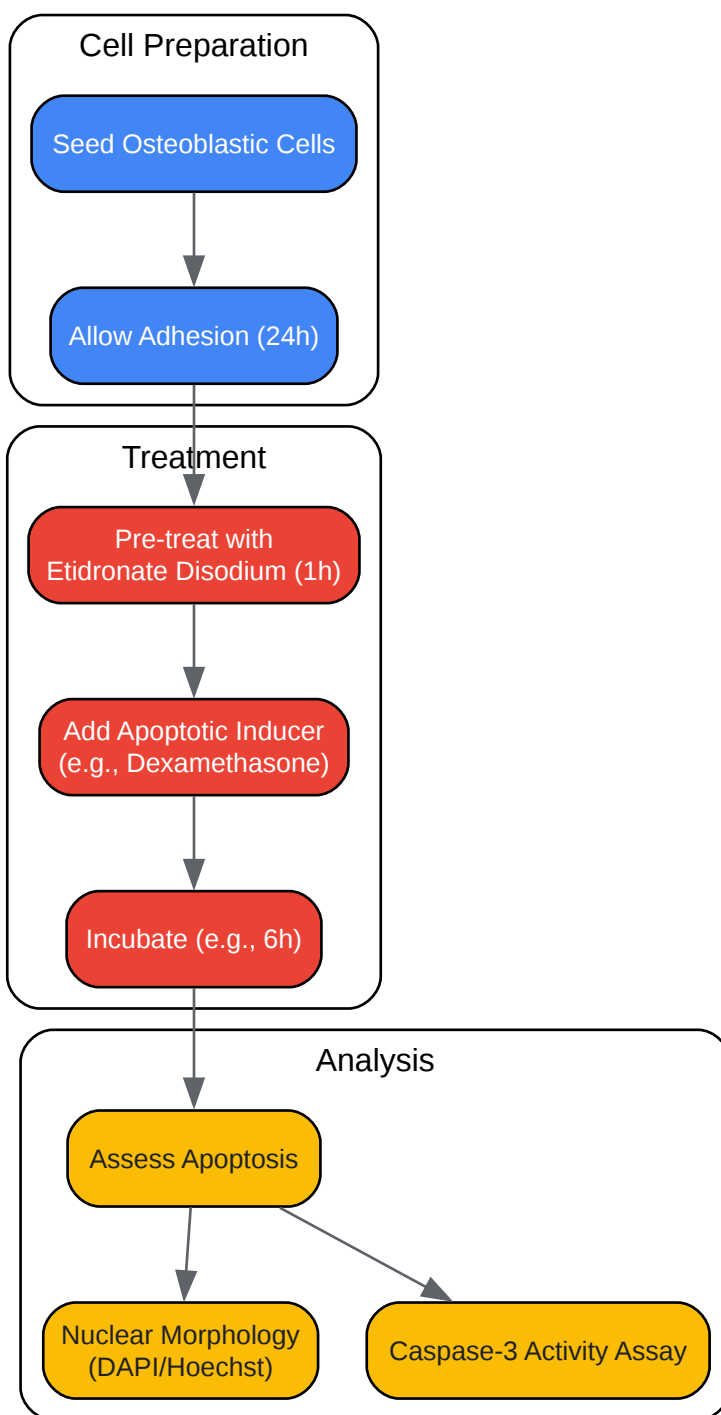 Cell Preparation
Seed Osteoblastic Cells
Allow Adhesion (24h)
Treatment
Pre-treat with
Etidronate Disodium (1h)
Add Apoptotic Inducer
(e.g., Dexamethasone)
Incubate (e.g., 6h)
Analysis
Assess Apoptosis
Nuclear Morphology
(DAPI/Hoechst)
Caspase-3 Activity Assay